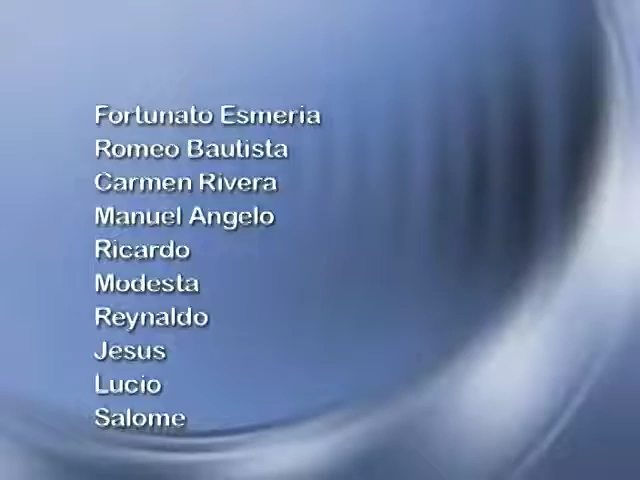 Fortunato Esmeria
Romeo Bautista
Carmen Rivera
Manuel Angelo
Ricardo
Modesta
Reynaldo
Jesus
Lucio
Salome